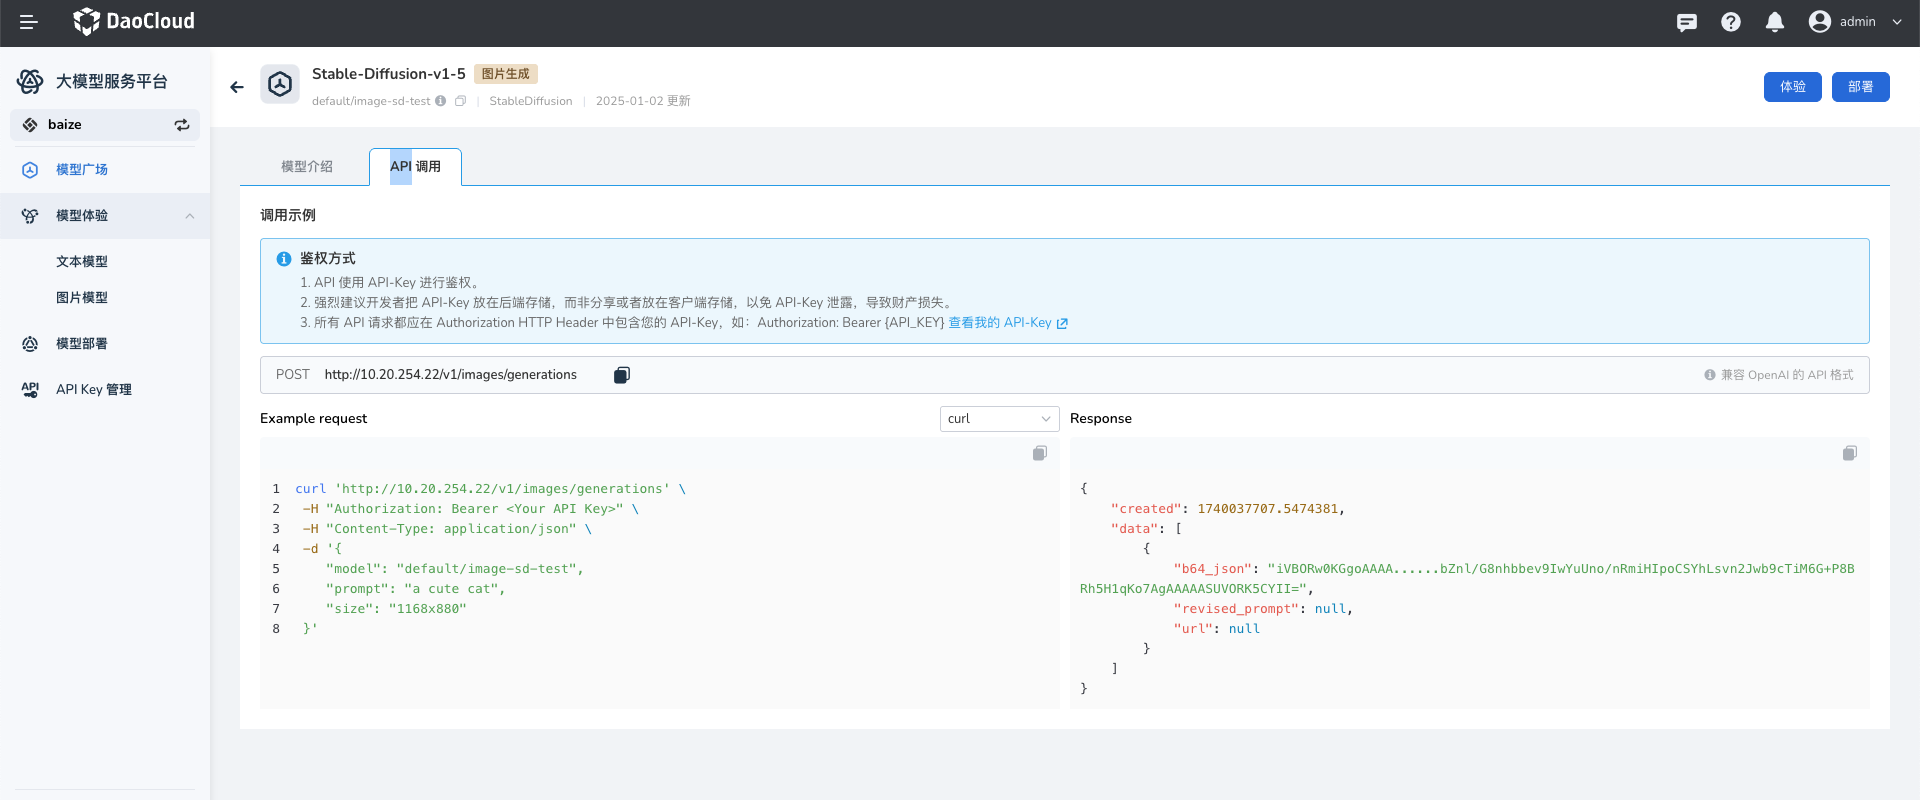 DaoCloud
admin
大模型服务平台
baize
模型广场
模型体验
文本模型
图片模型
模型部署
API Key 管理
Stable-Diffusion-v1-5 图片生成
default/image-sd-test | StableDiffusion | 2025-01-02 更新
体验 部署
模型介绍 API 调用
调用示例
鉴权方式
1. API 使用 API-Key 进行鉴权。
2. 强烈建议开发者把 API-Key 放在后端存储，而非分享或者放在客户端存储，以免 API-Key 泄露，导致财产损失。
3. 所有 API 请求都应在 Authorization HTTP Header 中包含您的 API-Key，如：Authorization: Bearer {API_KEY} 查看我的 API-Key
POST http://10.20.254.22/v1/images/generations
兼容 OpenAI 的 API 格式
Example request
curl
1 curl 'http://10.20.254.22/v1/images/generations' \
2 -H "Authorization: Bearer <Your API Key>" \
3 -H "Content-Type: application/json" \
4 -d '{
5 "model": "default/image-sd-test",
6 "prompt": "a cute cat",
7 "size": "1168x880"
8 }'
Response
{
"created": 1740037707.5474381,
"data": [
{
"b64_json": "iVBORw0KGgoAAAA......bZnl/G8nhbbev9IwYuUno/nRmiHIpoCSYhLsvn2Jwb9cTiM6G+P8B
Rh5H1qKo7AgAAAAASUVORK5CYII=",
"revised_prompt": null,
"url": null
}
]
}